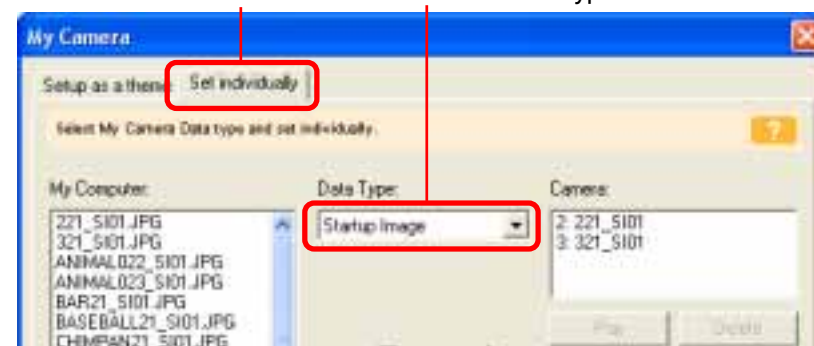 My Camera
Setup as a theme Set individually
Select My Camera Data type and set individually.
?
My Computer: Data Type: Camera:
221_SI01.JPG
321_SI01.JPG
ANIMAL022_SI01.JPG
ANIMAL023_SI01.JPG
BAR21_SI01.JPG
BASEBALL21_SI01.JPG
CHIMPAN21_SI01.JPG
Startup Image
2: 221_SI01
3: 321_SI01
Play Delete